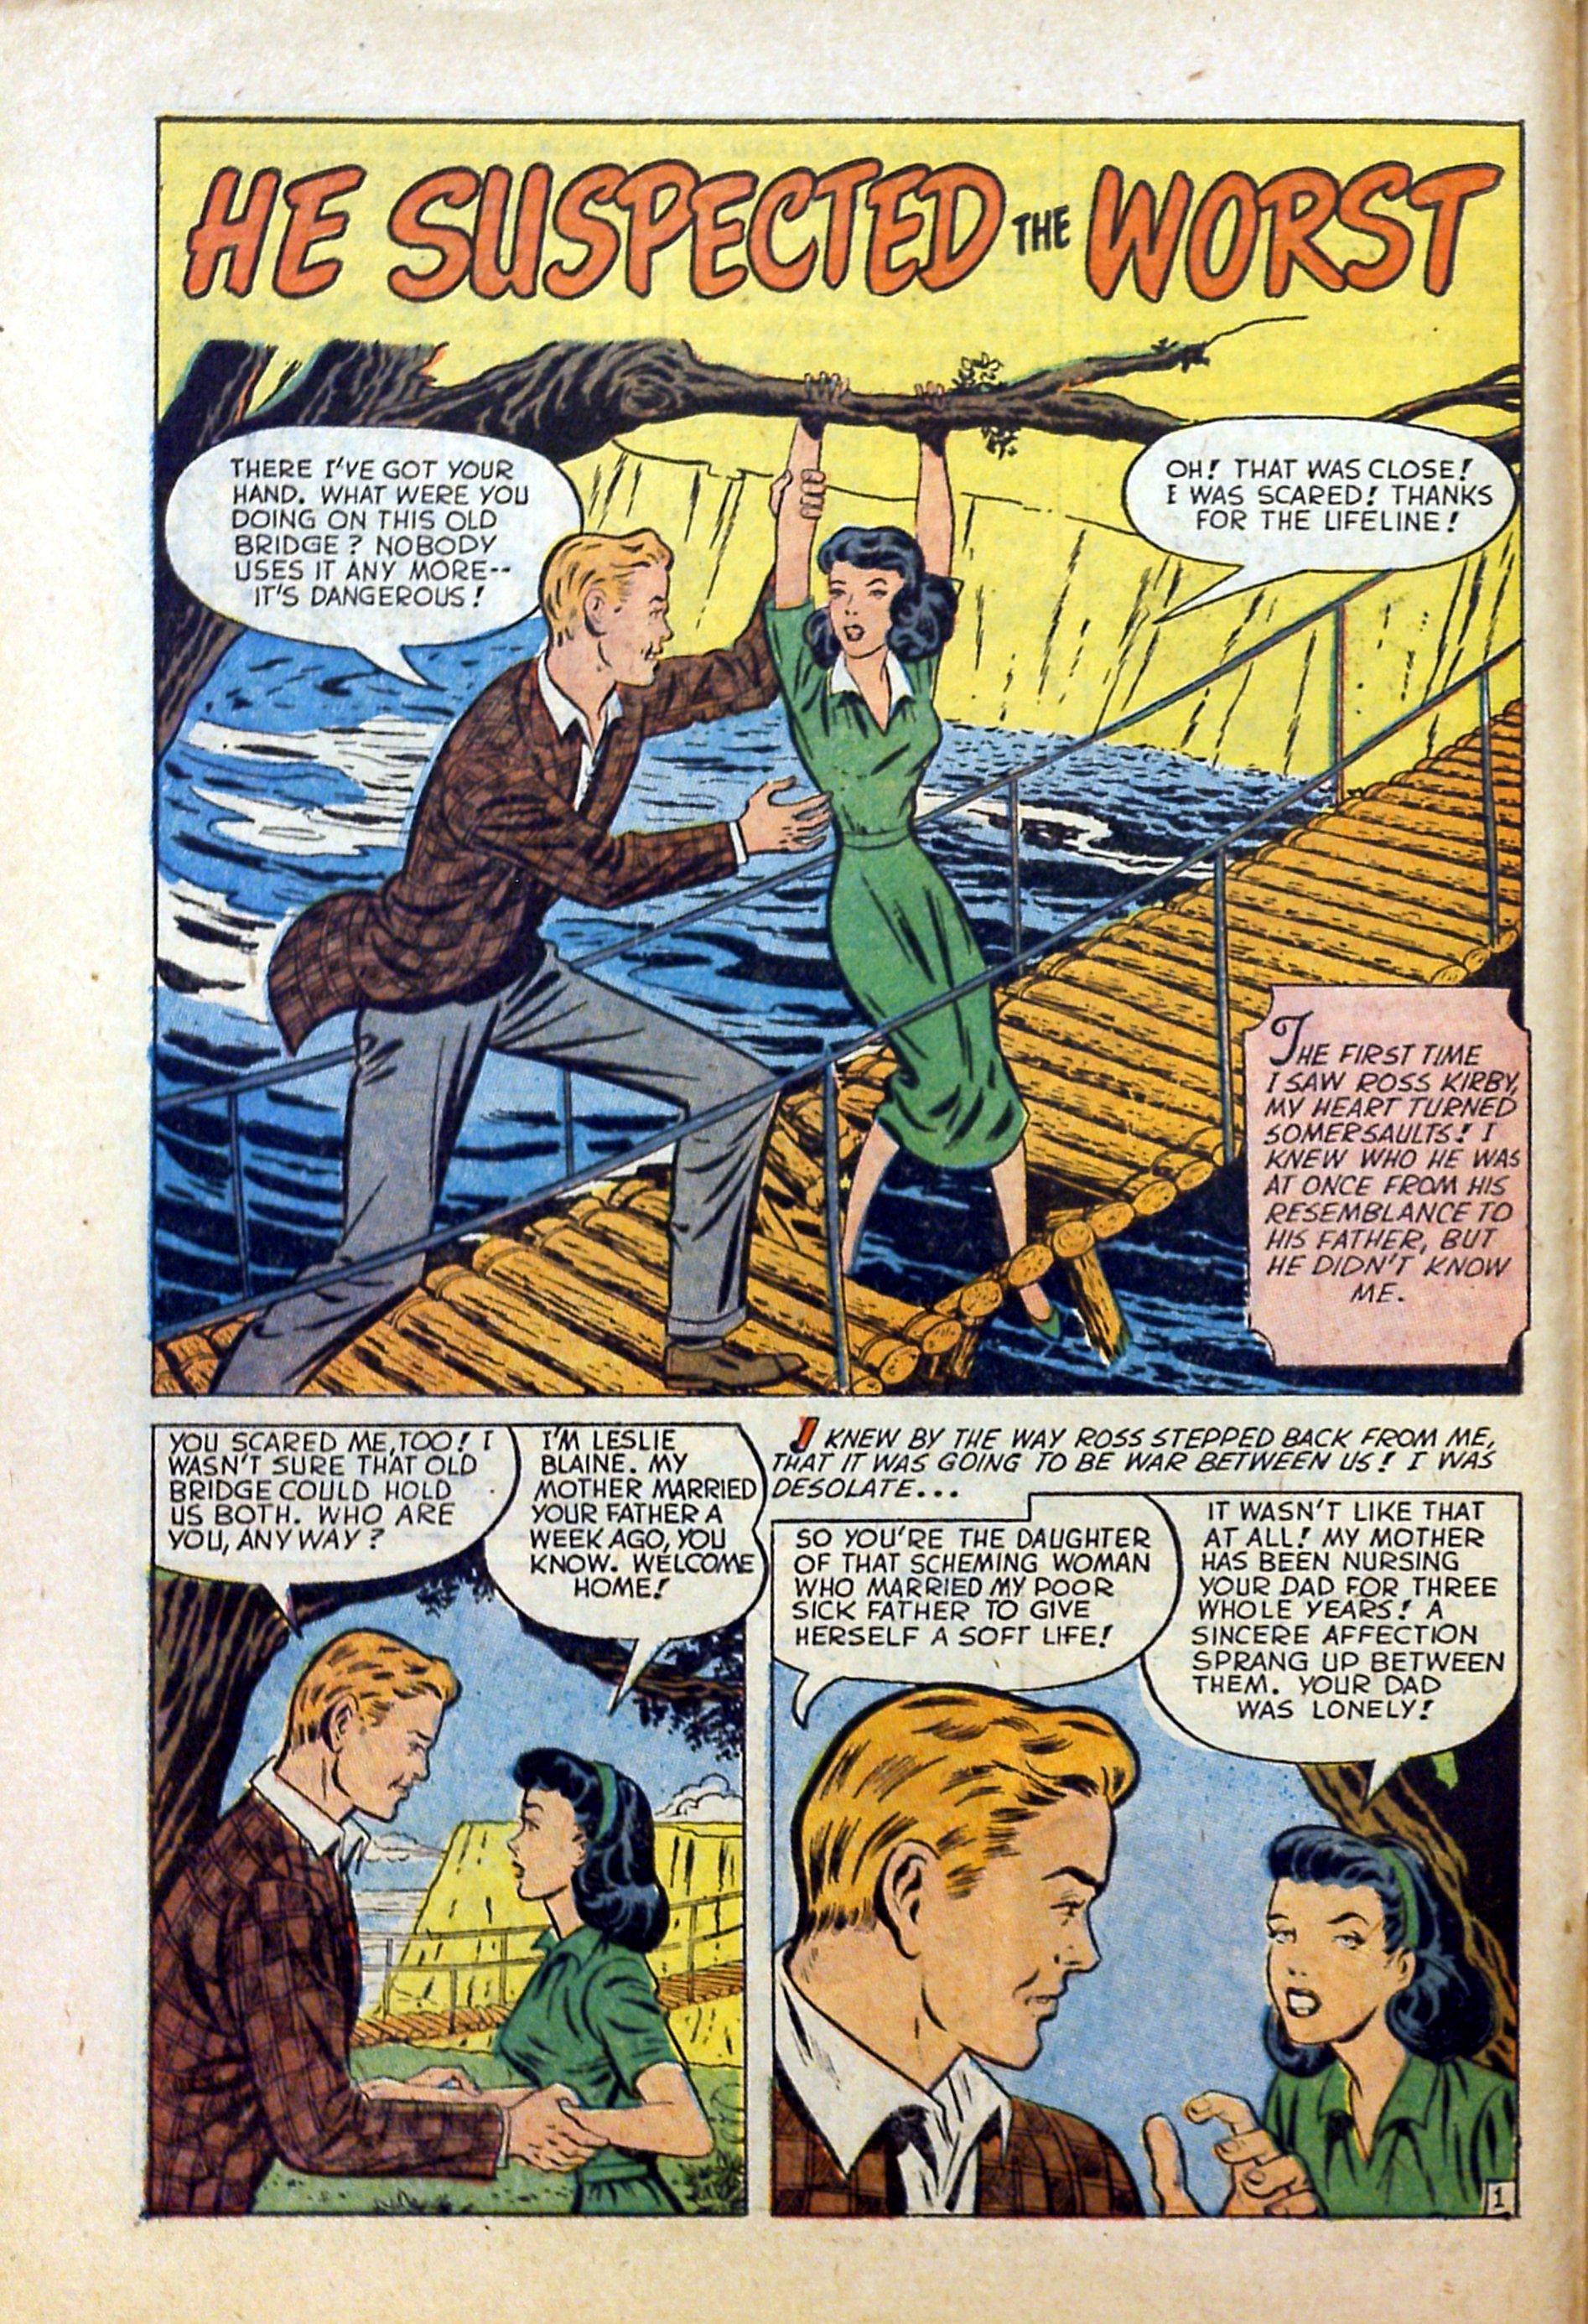 HE SUSPECTED THE WORST
THERE I'VE GOT YOUR
HAND. WHAT WERE YOU
DOING ON THIS OLD
BRIDGE? NOBODY
USES IT ANY MORE--
IT'S DANGEROUS!
OH! THAT WAS CLOSE!
I WAS SCARED! THANKS
FOR THE LIFELINE!
THE FIRST TIME
I SAW ROSS KIRBY,
MY HEART TURNED
SOMERSAULTS! I
KNEW WHO HE WAS
AT ONCE FROM HIS
RESEMBLANCE TO
HIS FATHER, BUT
HE DIDN'T KNOW
ME.
YOU SCARED ME, TOO! I
WASN'T SURE THAT OLD
BRIDGE COULD HOLD
US BOTH. WHO ARE
YOU, ANYWAY?
I'M LESLIE
BLAINE. MY
MOTHER MARRIED
YOUR FATHER A
WEEK AGO, YOU
KNOW. WELCOME
HOME!
I KNEW BY THE WAY ROSS STEPPED BACK FROM ME,
THAT IT WAS GOING TO BE WAR BETWEEN US! I WAS
DESOLATE...
SO YOU'RE THE DAUGHTER
OF THAT SCHEMING WOMAN
WHO MARRIED MY POOR
SICK FATHER TO GIVE
HERSELF A SOFT LIFE!
IT WASN'T LIKE THAT
AT ALL! MY MOTHER
HAS BEEN NURSING
YOUR DAD FOR THREE
WHOLE YEARS! A
SINCERE AFFECTION
SPRANG UP BETWEEN
THEM. YOUR DAD
WAS LONELY!
1